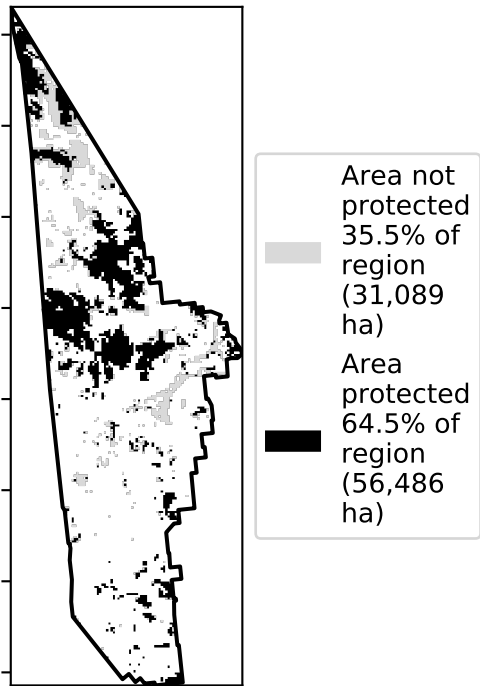 Area not
protected
35.5% of
region
(31,089
ha)
Area
protected
64.5% of
region
(56,486
ha)